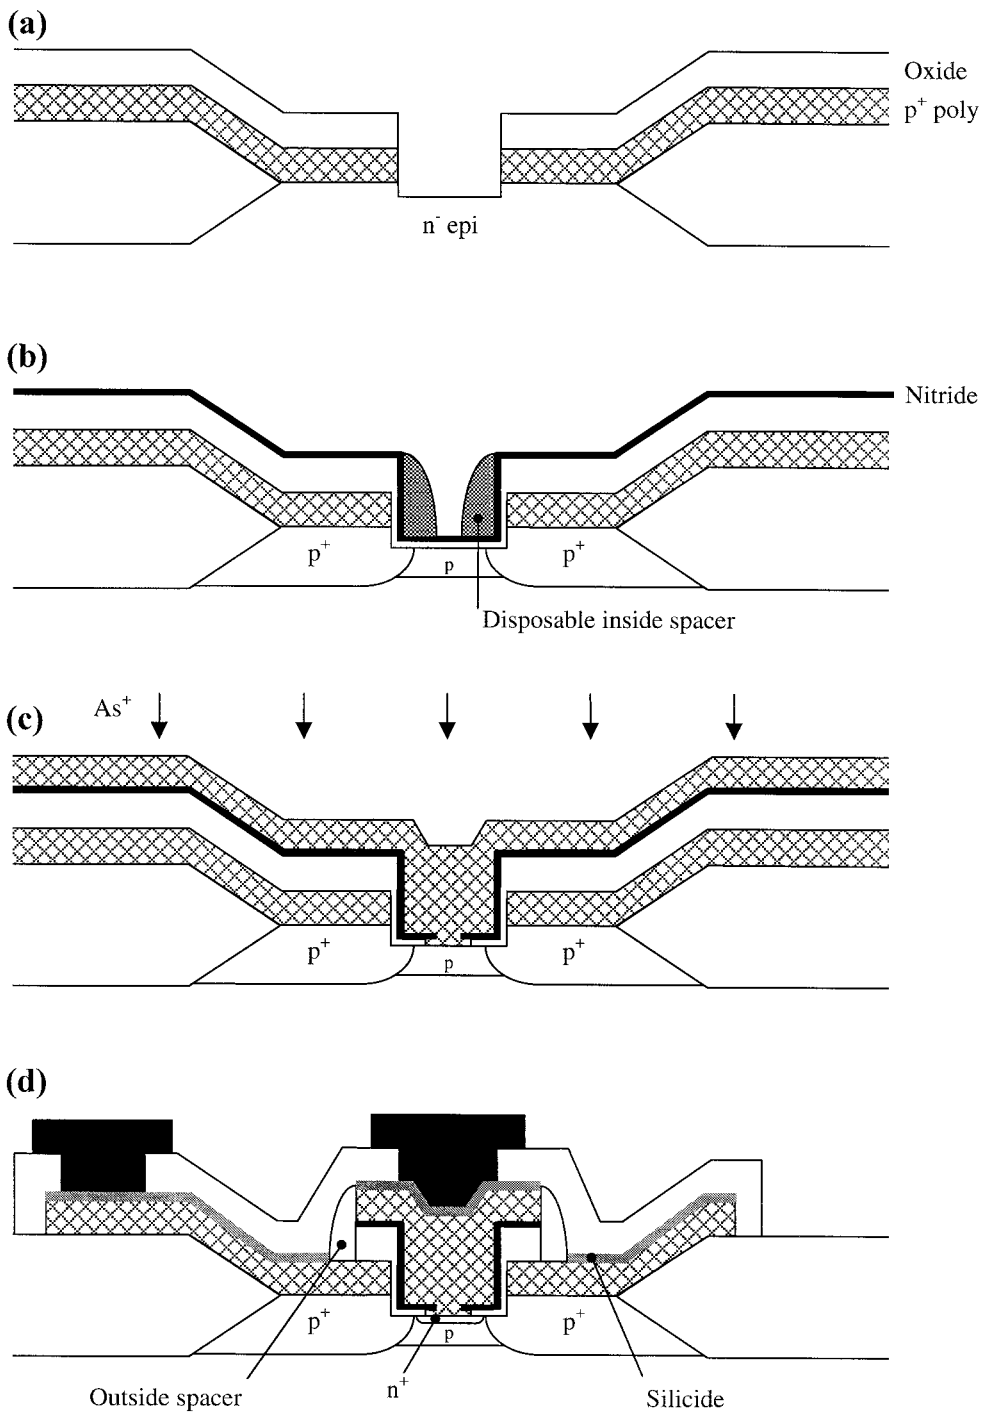 (a)
Oxide
p⁺ poly
n⁻ epi
(b)
Nitride
p⁺
p⁺
p
Disposable inside spacer
(c)
As⁺
p⁺
p⁺
p
(d)
p⁺
p⁺
p
Outside spacer
n⁺
Silicide